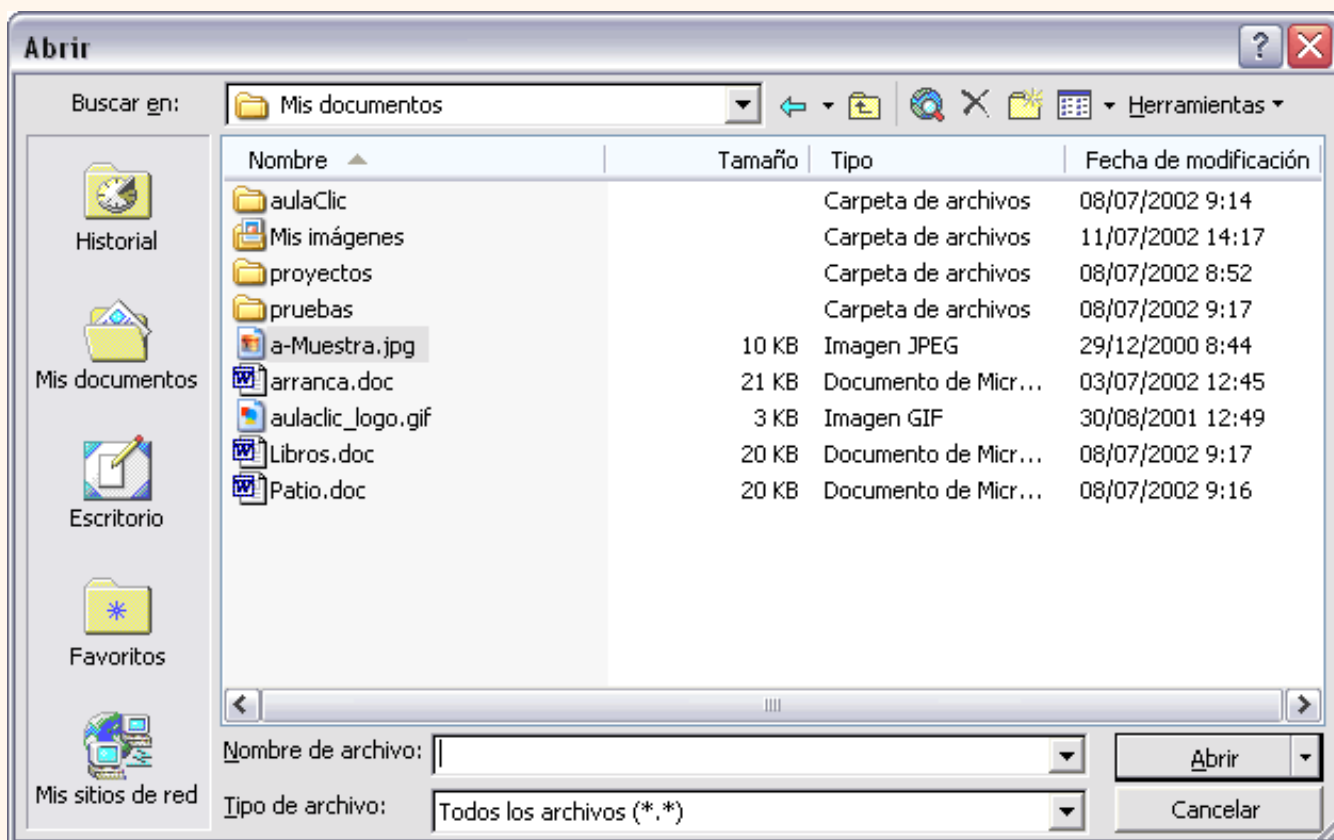 Abrir
Buscar en: Mis documentos Herramientas
Nombre Tamaño Tipo Fecha de modificación
aulaClic Carpeta de archivos 08/07/2002 9:14
Mis imágenes Carpeta de archivos 11/07/2002 14:17
proyectos Carpeta de archivos 08/07/2002 8:52
pruebas Carpeta de archivos 08/07/2002 9:17
a-Muestra.jpg 10 KB Imagen JPEG 29/12/2000 8:44
arranca.doc 21 KB Documento de Micr... 03/07/2002 12:45
aulaclic_logo.gif 3 KB Imagen GIF 30/08/2001 12:49
Libros.doc 20 KB Documento de Micr... 08/07/2002 9:17
Patio.doc 20 KB Documento de Micr... 08/07/2002 9:16
Historial
Mis documentos
Escritorio
Favoritos
Mis sitios de red
Nombre de archivo: Abrir
Tipo de archivo: Todos los archivos (*.*) Cancelar